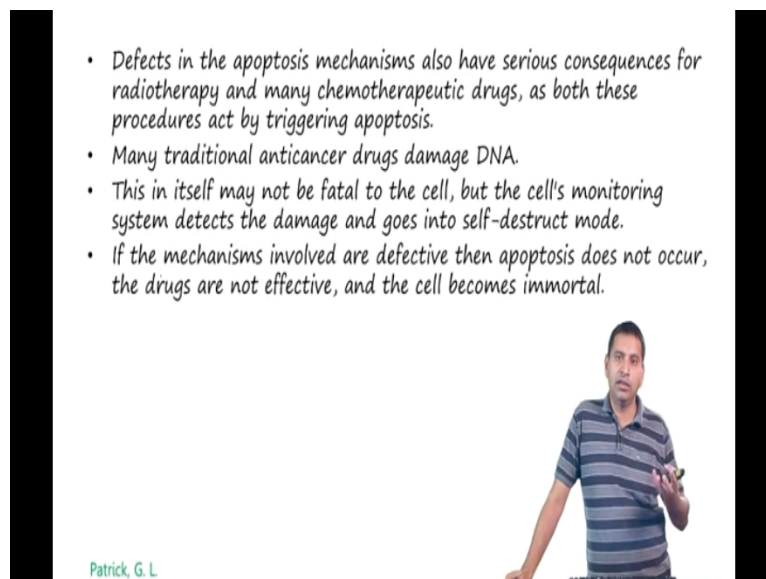 • Defects in the apoptosis mechanisms also have serious consequences for
radiotherapy and many chemotherapeutic drugs, as both these
procedures act by triggering apoptosis.
• Many traditional anticancer drugs damage DNA.
• This in itself may not be fatal to the cell, but the cell's monitoring
system detects the damage and goes into self-destruct mode.
• If the mechanisms involved are defective then apoptosis does not occur,
the drugs are not effective, and the cell becomes immortal.
Patrick, G. L.